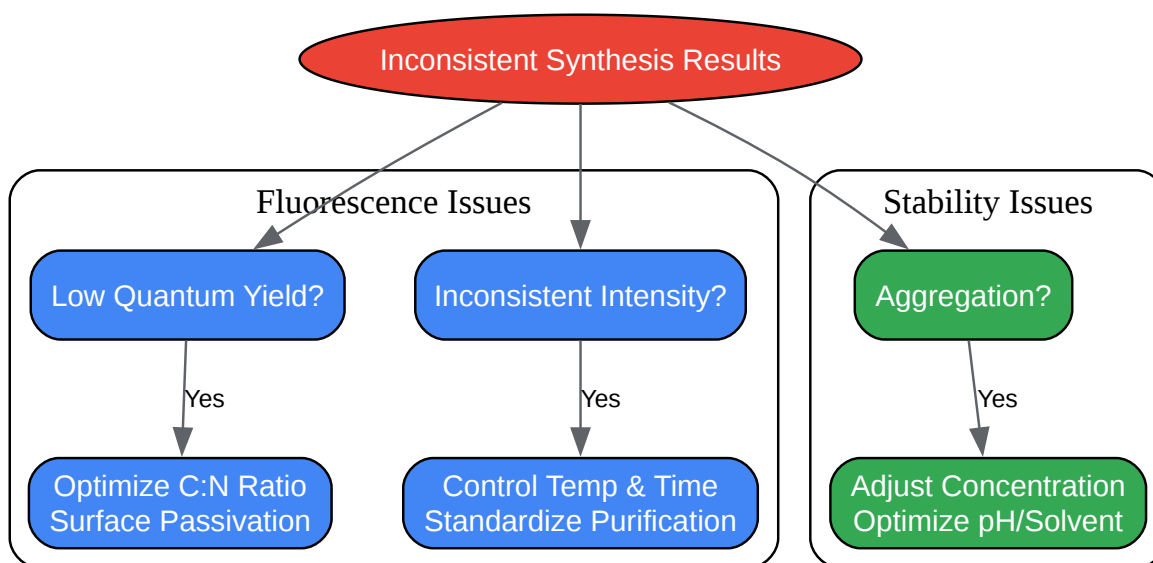 Inconsistent Synthesis Results
Fluorescence Issues
Stability Issues
Low Quantum Yield?
Inconsistent Intensity?
Aggregation?
Yes
Yes
Yes
Optimize C:N Ratio
Surface Passivation
Control Temp & Time
Standardize Purification
Adjust Concentration
Optimize pH/Solvent